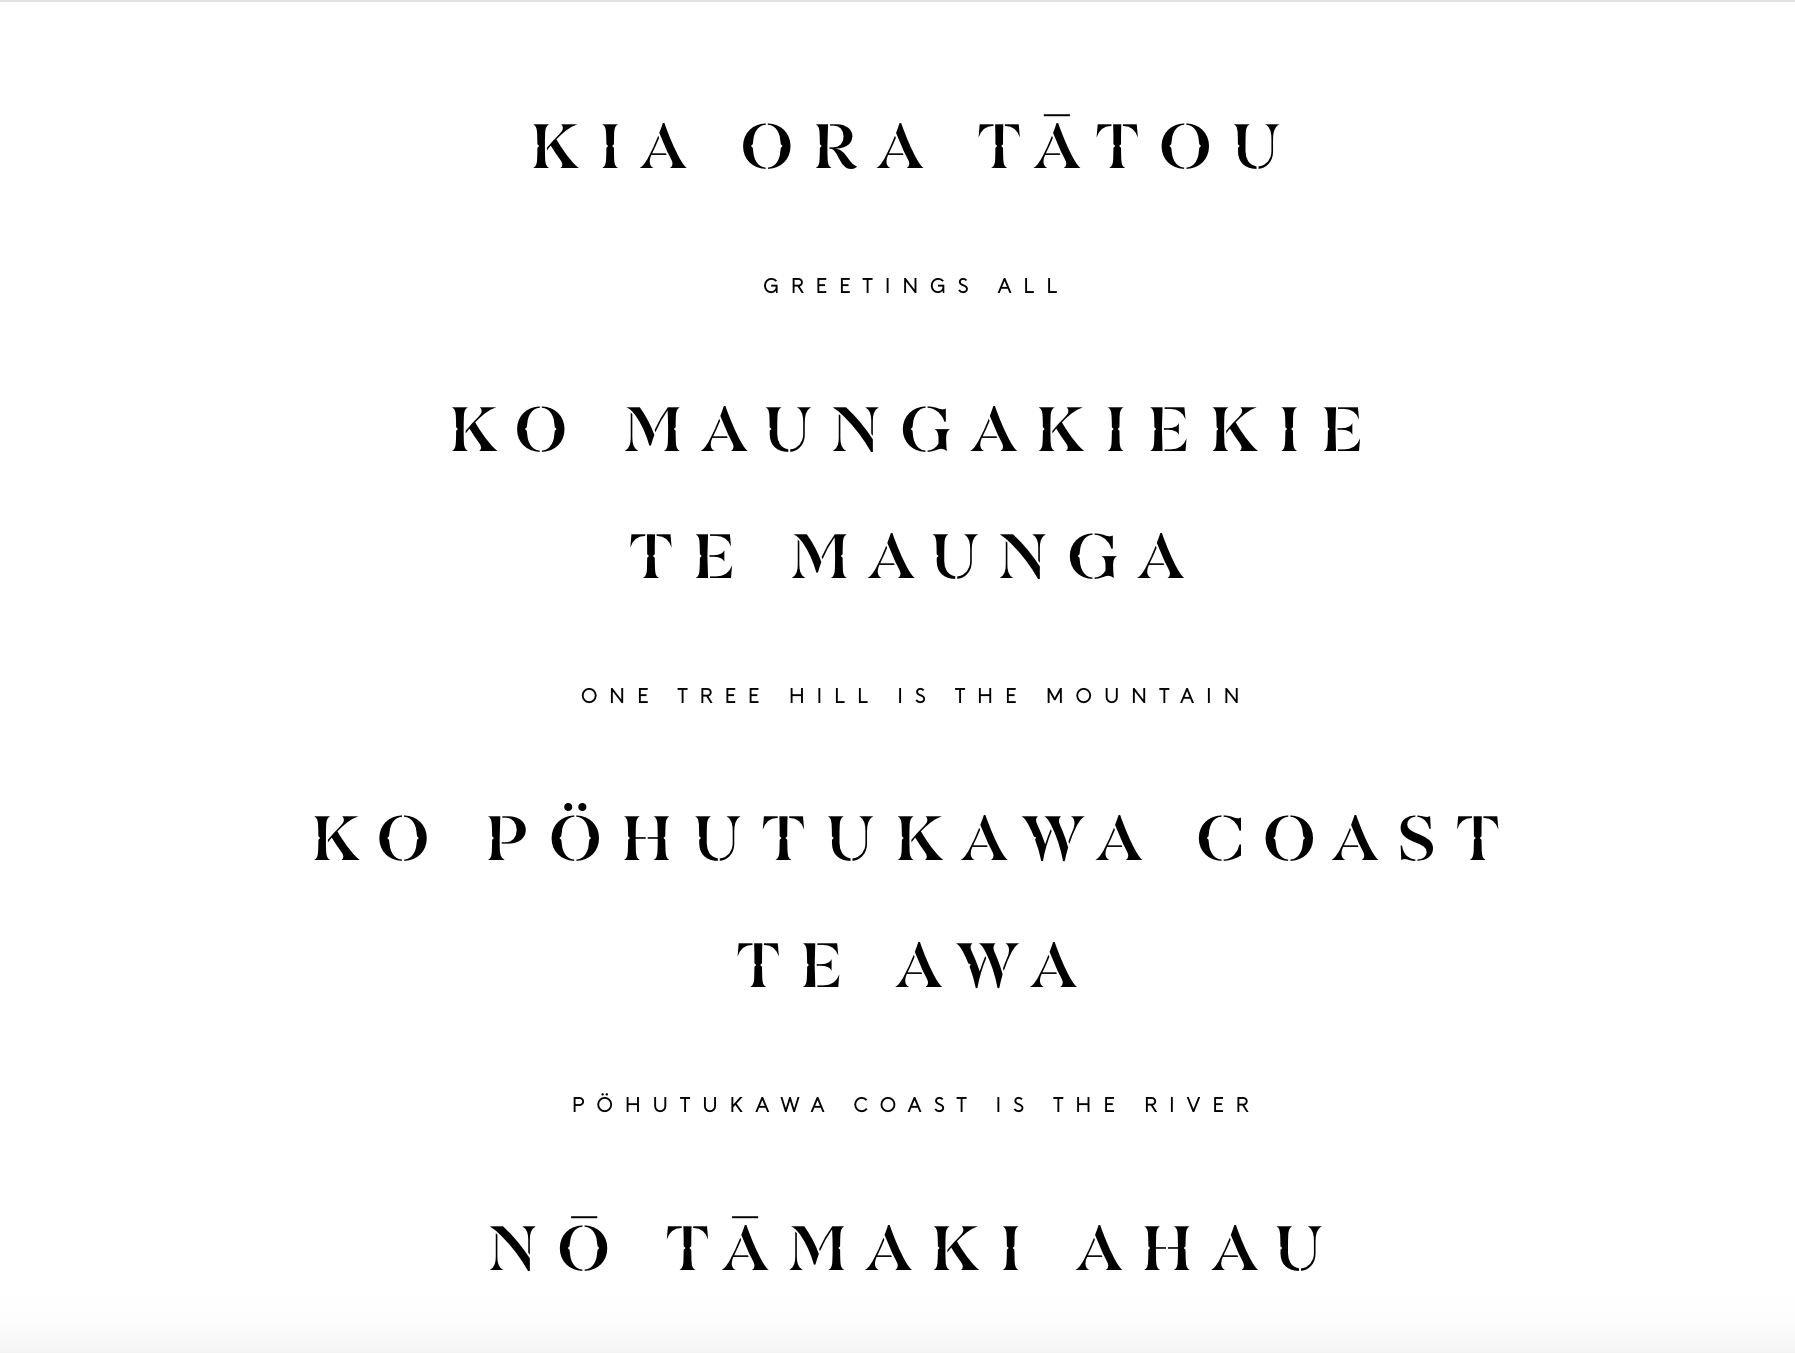 KIA ORA TĀTOU
GREETINGS ALL
KO MAUNGAKIEKIE
TE MAUNGA
ONE TREE HILL IS THE MOUNTAIN
KO PÖHUTUKAWA COAST
TE AWA
PÖHUTUKAWA COAST IS THE RIVER
NŌ TĀMAKI AHAU